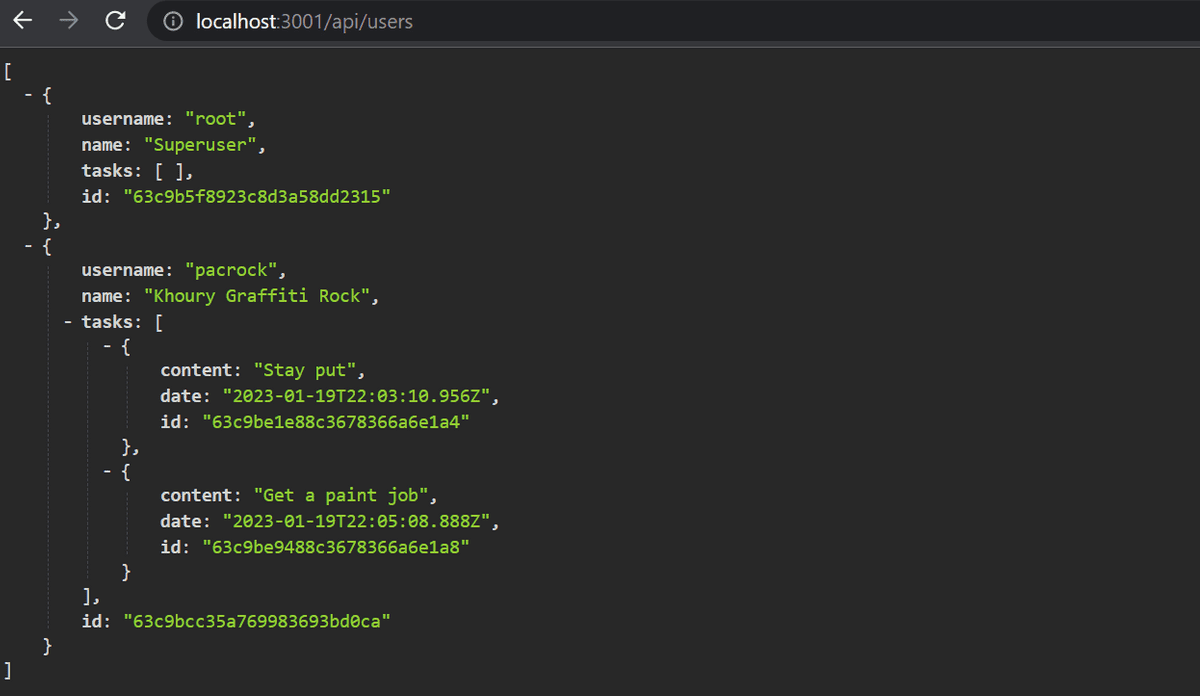 localhost:3001/api/users
[
- {
username: "root",
name: "Superuser",
tasks: [ ],
id: "63c9b5f8923c8d3a58dd2315"
},
- {
username: "pacrock",
name: "Khoury Graffiti Rock",
- tasks: [
- {
content: "Stay put",
date: "2023-01-19T22:03:10.956Z",
id: "63c9be1e88c3678366a6e1a4"
},
- {
content: "Get a paint job",
date: "2023-01-19T22:05:08.888Z",
id: "63c9be9488c3678366a6e1a8"
}
],
id: "63c9bcc35a769983693bd0ca"
}
]